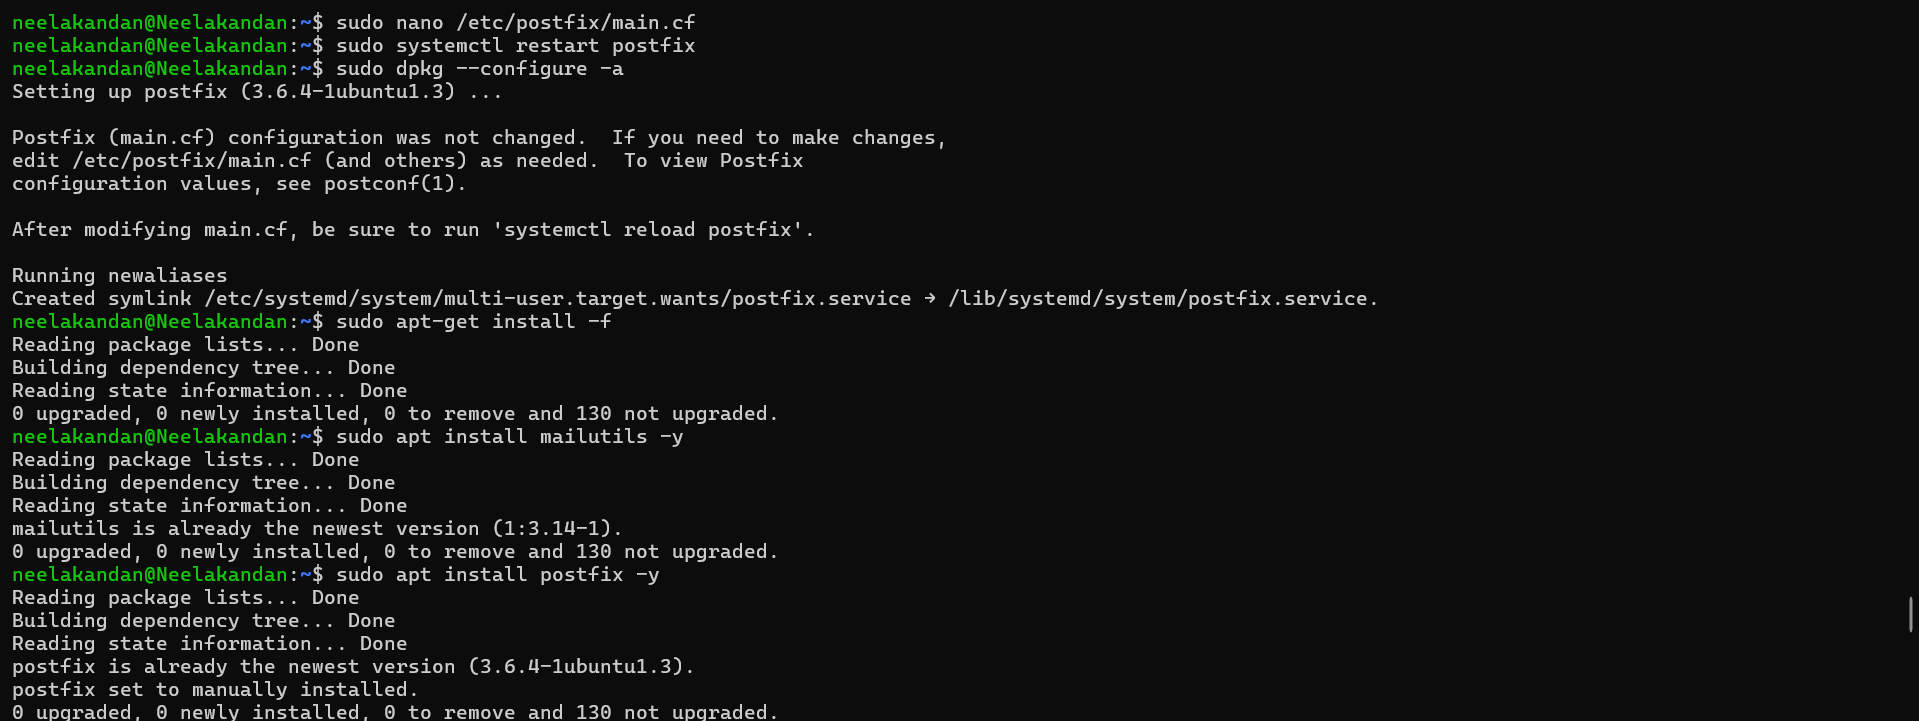 neelakandan@Neelakandan:~$ sudo nano /etc/postfix/main.cf
neelakandan@Neelakandan:~$ sudo systemctl restart postfix
neelakandan@Neelakandan:~$ sudo dpkg --configure -a
Setting up postfix (3.6.4-1ubuntu1.3) ...

Postfix (main.cf) configuration was not changed.  If you need to make changes,
edit /etc/postfix/main.cf (and others) as needed.  To view Postfix
configuration values, see postconf(1).

After modifying main.cf, be sure to run 'systemctl reload postfix'.

Running newaliases
Created symlink /etc/systemd/system/multi-user.target.wants/postfix.service → /lib/systemd/system/postfix.service.
neelakandan@Neelakandan:~$ sudo apt-get install -f
Reading package lists... Done
Building dependency tree... Done
Reading state information... Done
0 upgraded, 0 newly installed, 0 to remove and 130 not upgraded.
neelakandan@Neelakandan:~$ sudo apt install mailutils -y
Reading package lists... Done
Building dependency tree... Done
Reading state information... Done
mailutils is already the newest version (1:3.14-1).
0 upgraded, 0 newly installed, 0 to remove and 130 not upgraded.
neelakandan@Neelakandan:~$ sudo apt install postfix -y
Reading package lists... Done
Building dependency tree... Done
Reading state information... Done
postfix is already the newest version (3.6.4-1ubuntu1.3).
postfix set to manually installed.
0 upgraded, 0 newly installed, 0 to remove and 130 not upgraded.